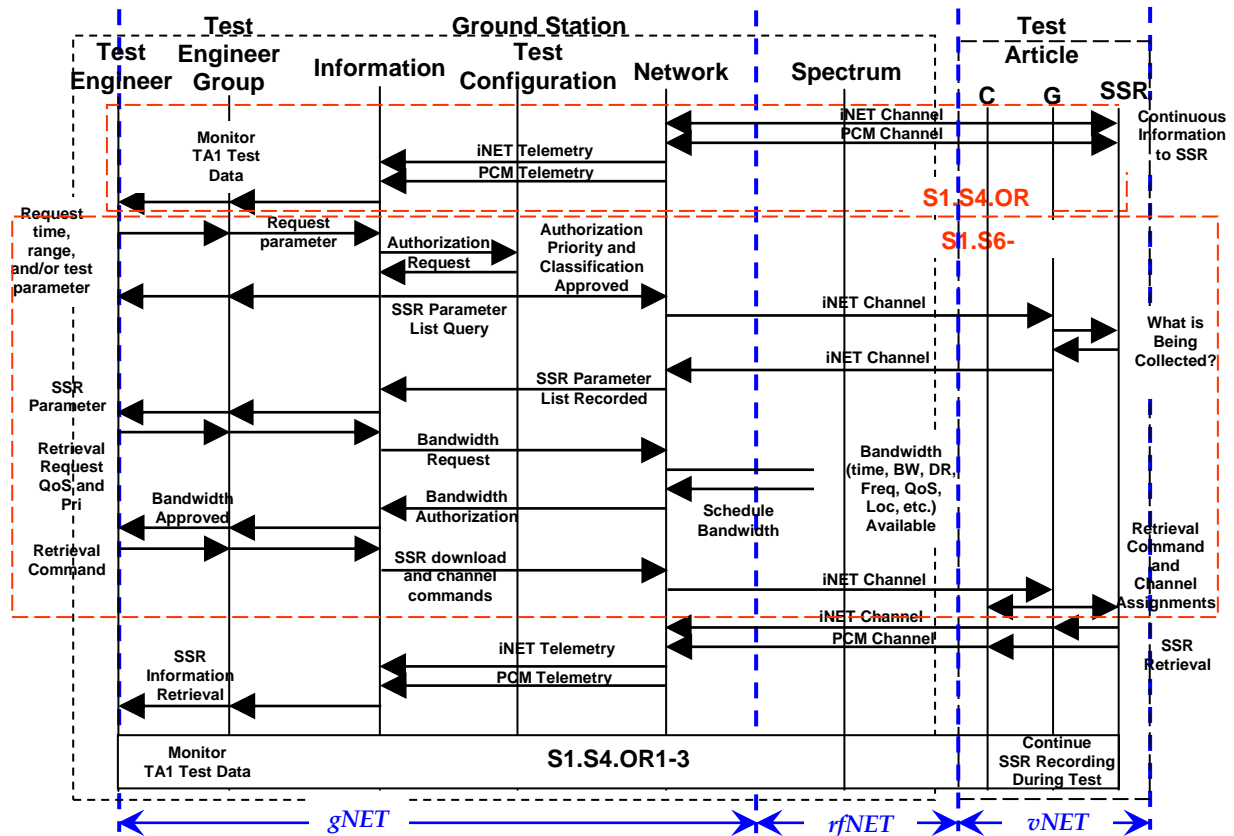 Ground Station
Test
Engineer
Test
Engineer
Group
Information
Test
Configuration
Network
Spectrum
Test
Article
C
G
SSR
iNET Channel
PCM Channel
Continuous
Information
to SSR
Monitor
TA1 Test
Data
iNET Telemetry
PCM Telemetry
S1.S4.OR
Request
time,
range,
and/or test
parameter
Request
parameter
Authorization
Request
Authorization
Priority and
Classification
Approved
S1.S6-
SSR Parameter
List Query
iNET Channel
What is
Being
Collected?
iNET Channel
SSR Parameter
List Recorded
SSR
Parameter
Retrieval
Request
QoS and
Pri
Bandwidth
Request
Bandwidth
(time, BW, DR,
Freq, QoS,
Loc, etc.)
Available
Bandwidth
Approved
Bandwidth
Authorization
Schedule
Bandwidth
Retrieval
Command
SSR download
and channel
commands
iNET Channel
Retrieval
Command
and
Channel
Assignments
iNET Channel
PCM Channel
SSR
Retrieval
SSR
Information
Retrieval
iNET Telemetry
PCM Telemetry
Monitor
TA1 Test Data
S1.S4.OR1-3
Continue
SSR Recording
During Test
gNET
rfNET
vNET